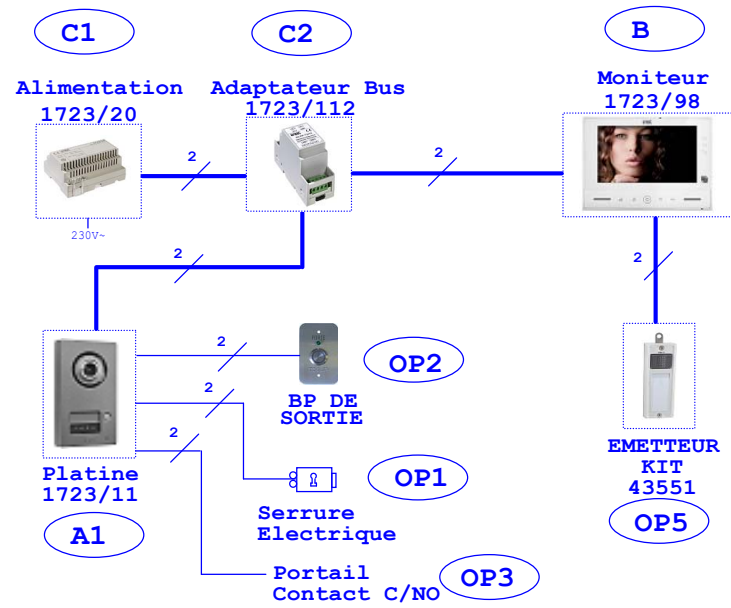 C1
C2
B
Alimentation
1723/20
Adaptateur Bus
1723/112
Moniteur
1723/98
2
2
230V~
2
2
2
OP2
BP DE
SORTIE
2
2
Platine
1723/11
A1
OP1
Serrure
Electrique
EMETTEUR
KIT
43551
OP5
Portail
Contact C/NO
OP3